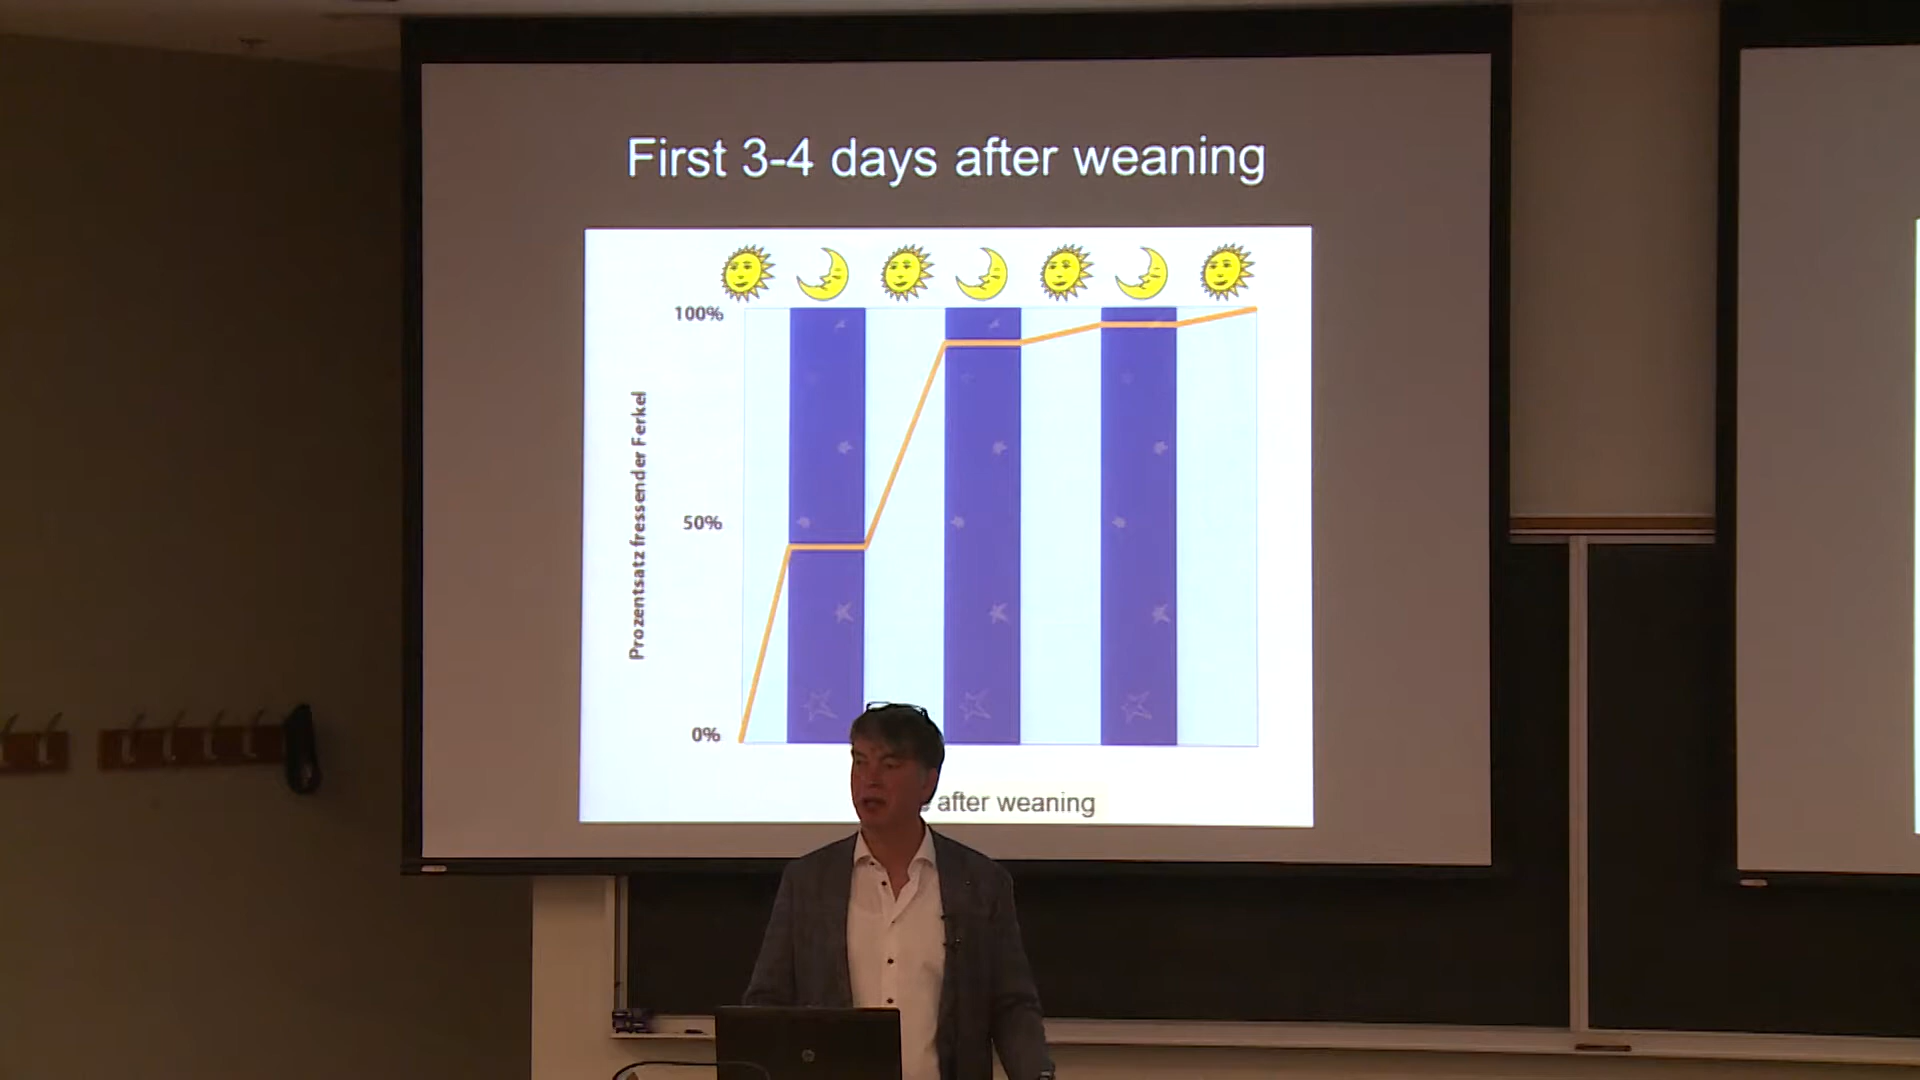 First 3-4 days after weaning
100%
50%
0%
Prozentsatz fressender Ferkel
after weaning